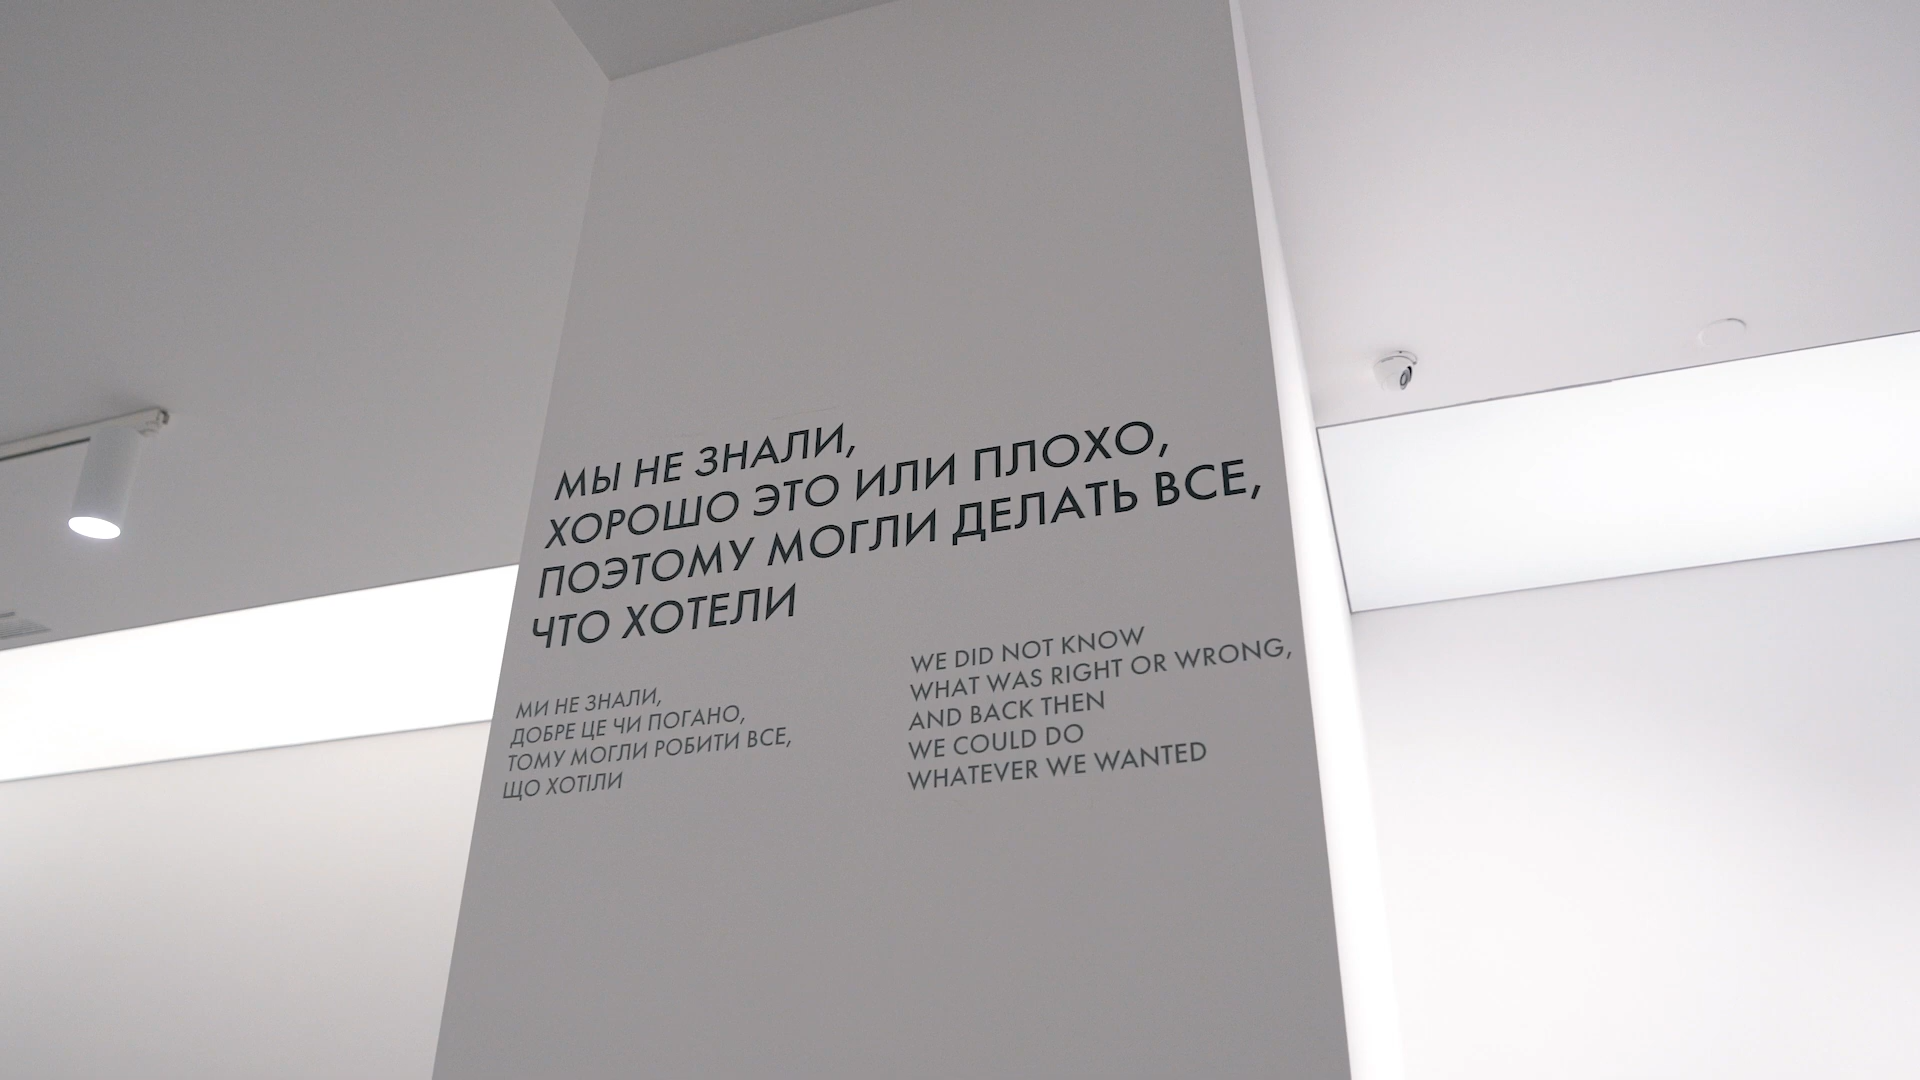 МЫ НЕ ЗНАЛИ,
ХОРОШО ЭТО ИЛИ ПЛОХО,
ПОЭТОМУ МОГЛИ ДЕЛАТЬ ВСЕ,
ЧТО ХОТЕЛИ
МИ НЕ ЗНАЛИ,
ДОБРЕ ЦЕ ЧИ ПОГАНО,
ТОМУ МОГЛИ РОБИТИ ВСЕ,
ЩО ХОТІЛИ
WE DID NOT KNOW
WHAT WAS RIGHT OR WRONG,
AND BACK THEN
WE COULD DO
WHATEVER WE WANTED